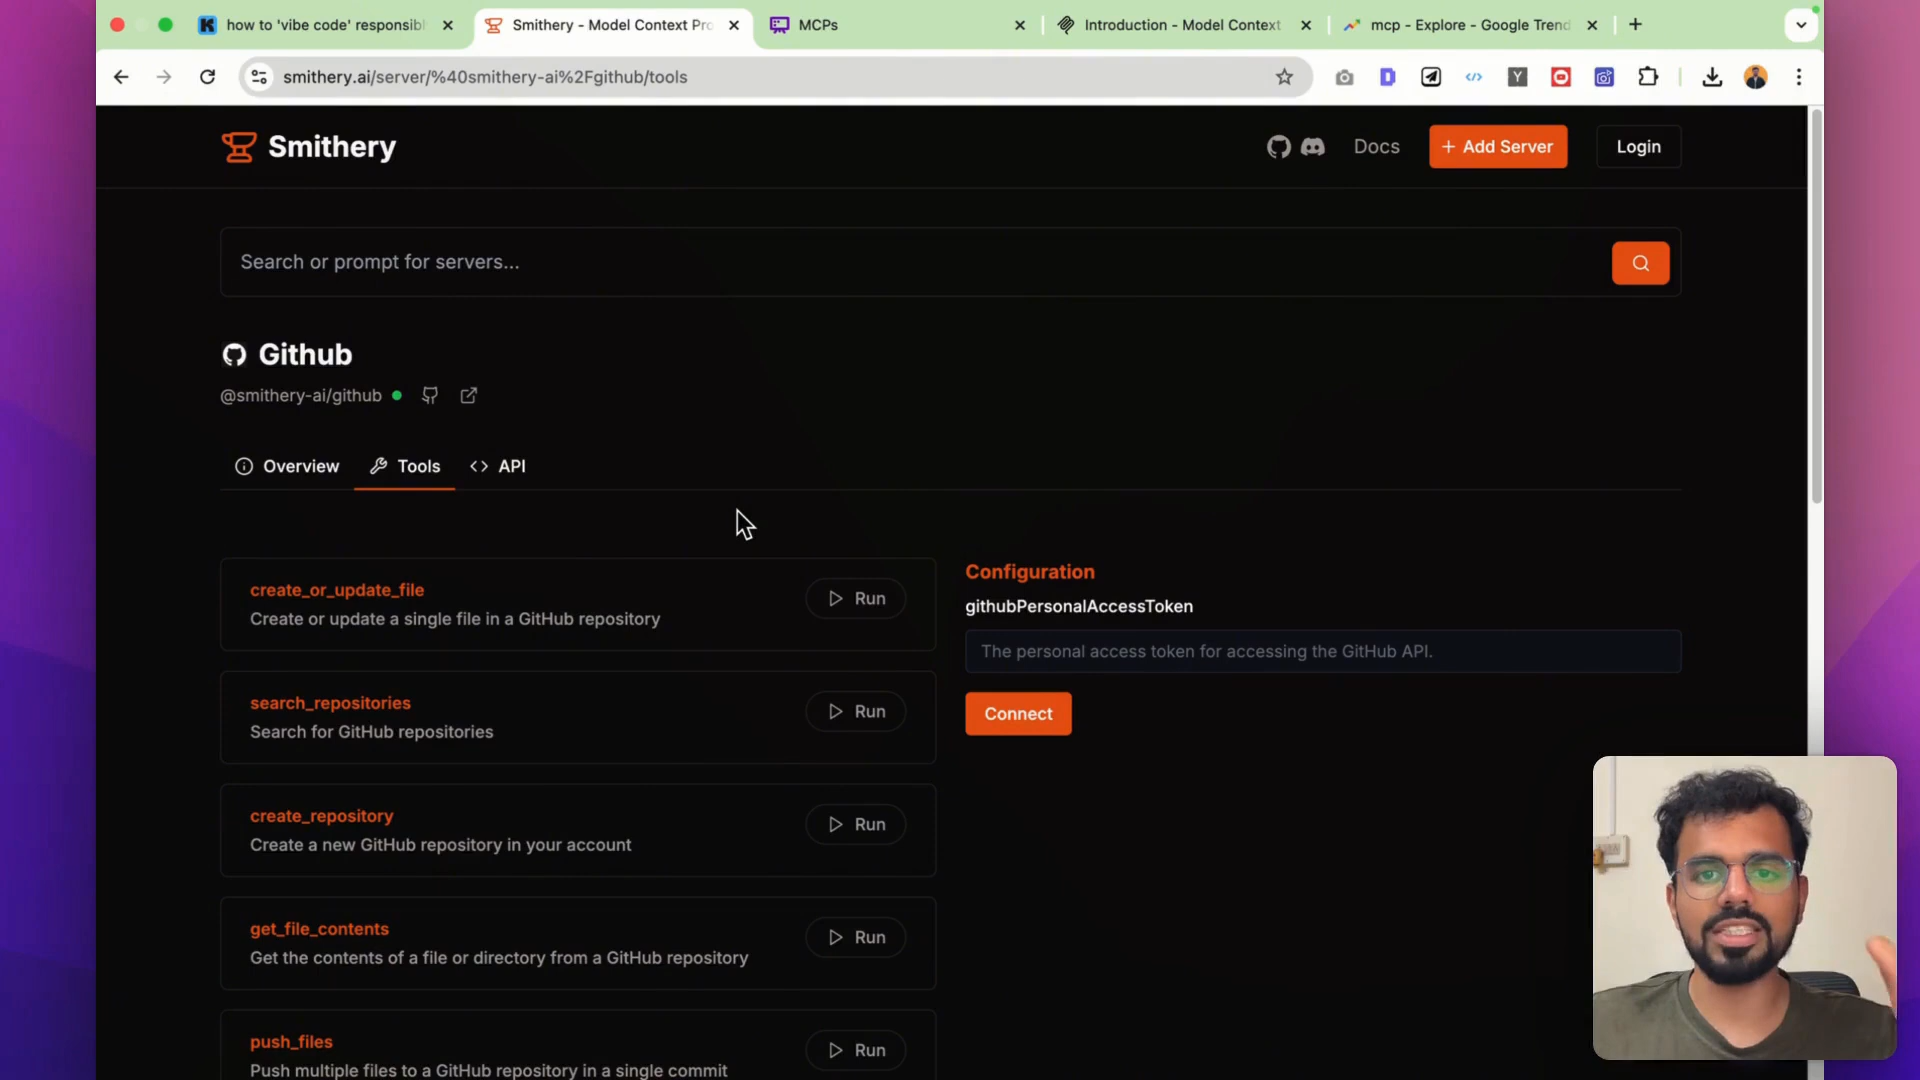 how to 'vibe code' responsibl
Smithery - Model Context Pro
MCPs
Introduction - Model Context
mcp - Explore - Google Trend
smithery.ai/server/%40smithery-ai%2Fgithub/tools
Smithery
Docs
+ Add Server
Login
Search or prompt for servers...
Github
@smithery-ai/github
Overview
Tools
API
create_or_update_file
Create or update a single file in a GitHub repository
Run
search_repositories
Search for GitHub repositories
Run
create_repository
Create a new GitHub repository in your account
Run
get_file_contents
Get the contents of a file or directory from a GitHub repository
Run
push_files
Push multiple files to a GitHub repository in a single commit
Run
Configuration
githubPersonalAccessToken
The personal access token for accessing the GitHub API.
Connect